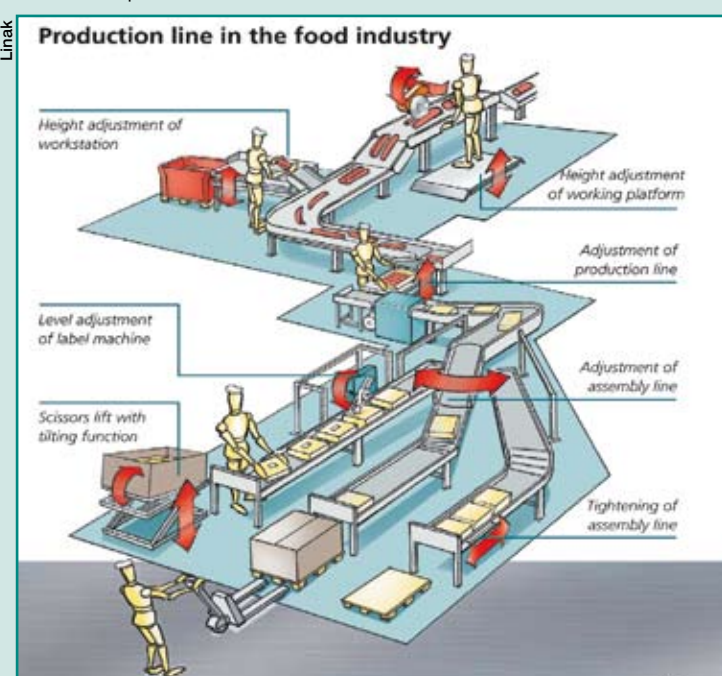 Linak
Production line in the food industry
Height adjustment of
workstation
Height adjustment
of working platform
Adjustment of
production line
Level adjustment
of label machine
Adjustment of
assembly line
Scissors lift with
tilting function
Tightening of
assembly line